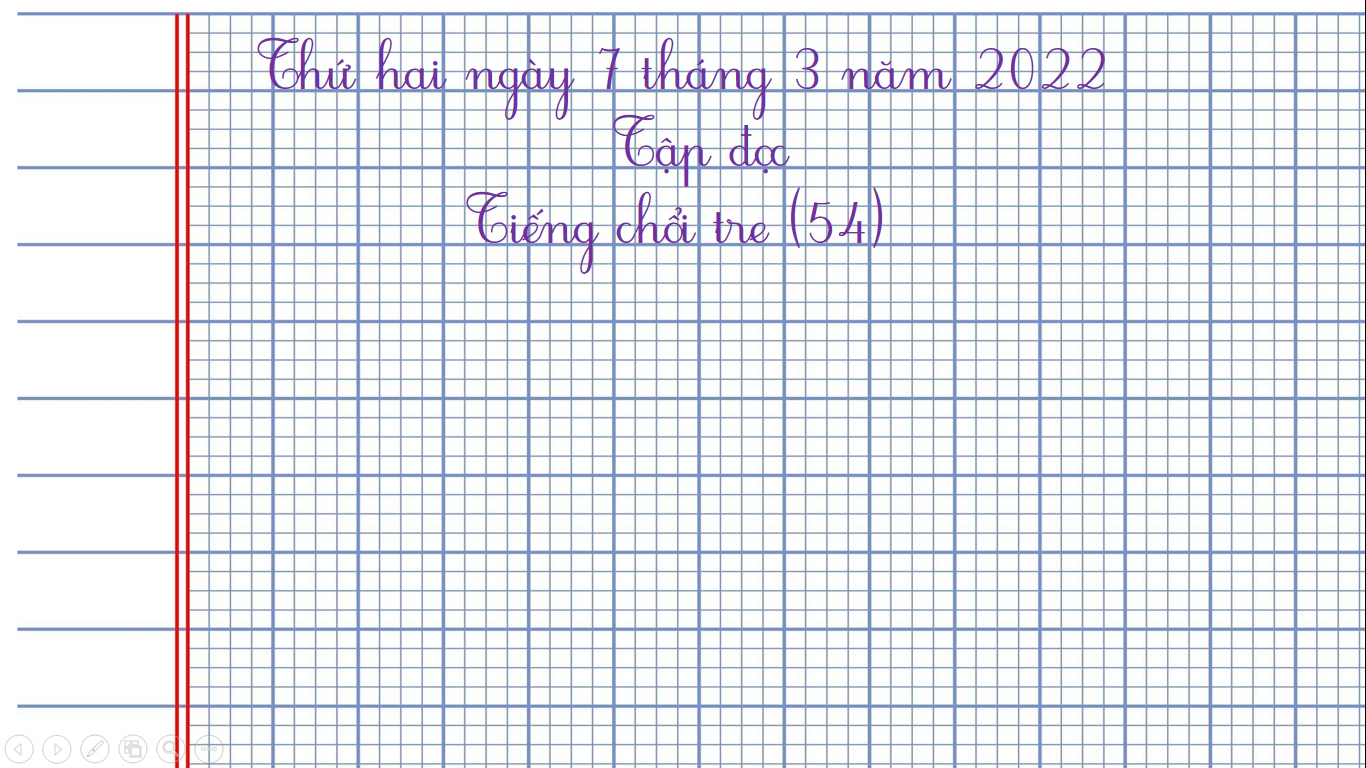 Thứ hai ngày 7 tháng 3 năm 2022
Tập đọc
Tiếng chổi tre (54)